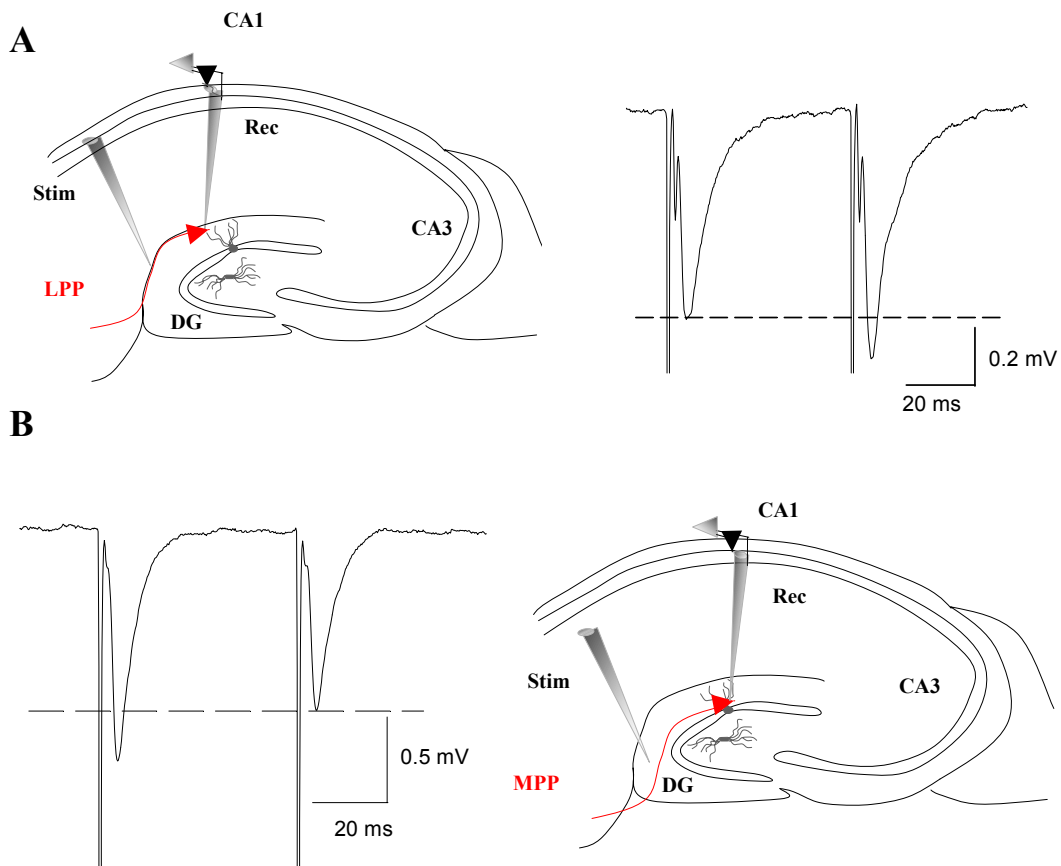 A
CA1
Rec
Stim
CA3
LPP
DG
0.2 mV
20 ms
B
CA1
Rec
Stim
CA3
0.5 mV
MPP
DG
20 ms